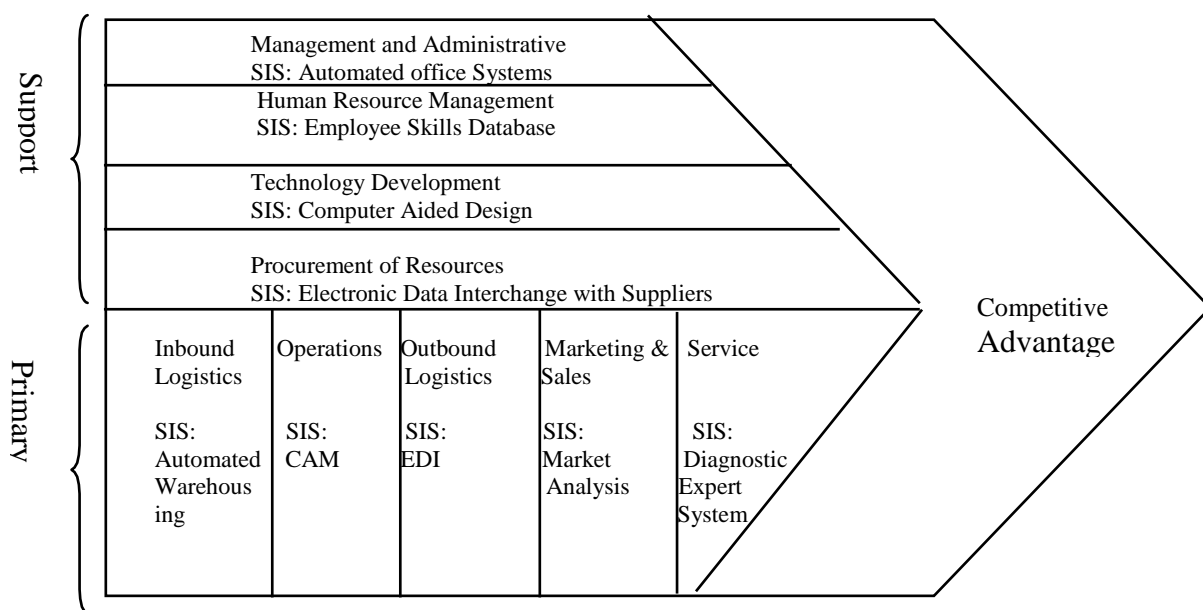 Support
Management and Administrative
SIS: Automated office Systems
Human Resource Management
SIS: Employee Skills Database
Technology Development
SIS: Computer Aided Design
Procurement of Resources
SIS: Electronic Data Interchange with Suppliers
Primary
Inbound
Logistics
SIS:
Automated
Warehous
ing
Operations
SIS:
CAM
Outbound
Logistics
SIS:
EDI
Marketing &
Sales
SIS:
Market
Analysis
Service
SIS:
Diagnostic
Expert
System
Competitive
Advantage